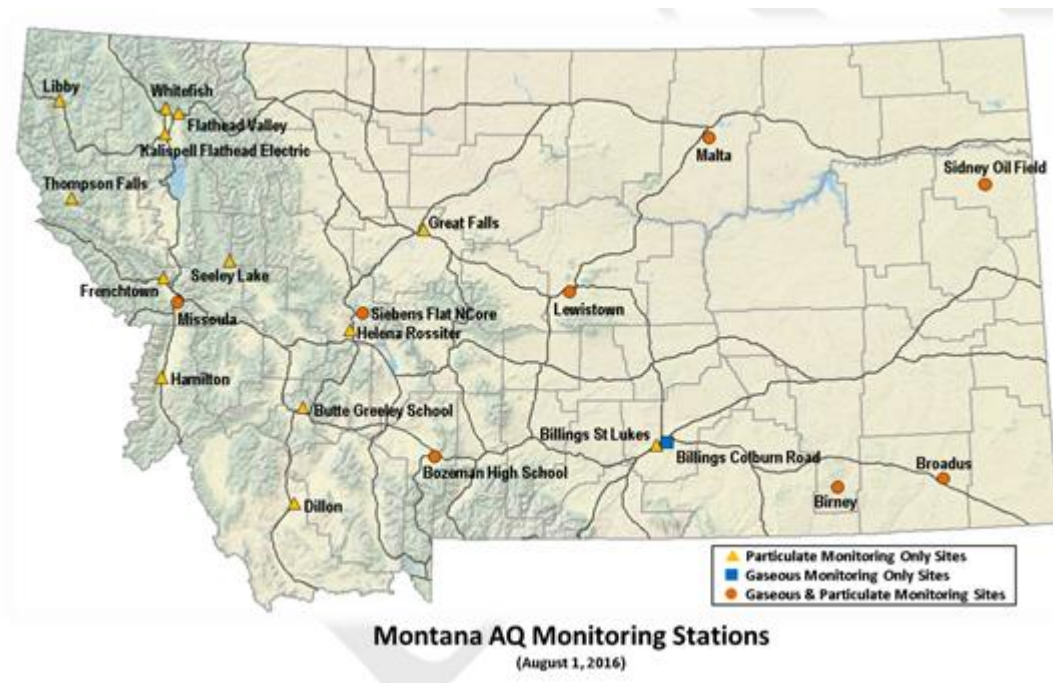 Libby
Whitefish
Flathead Valley
Kalispell Flathead Electric
Malta
Sidney Oil Field
Thompson Falls
Great Falls
Seeley Lake
Frenchtown
Missoula
Siebens Flat NCore
Lewistown
Helena Rossiter
Hamilton
Butte Greeley School
Billings St Lukes
Billings Colburn Road
Bozeman High School
Broadus
Birney
Dillon
Particulate Monitoring Only Sites
Gaseous Monitoring Only Sites
Gaseous & Particulate Monitoring Sites
Montana AQ Monitoring Stations
(August 1, 2016)